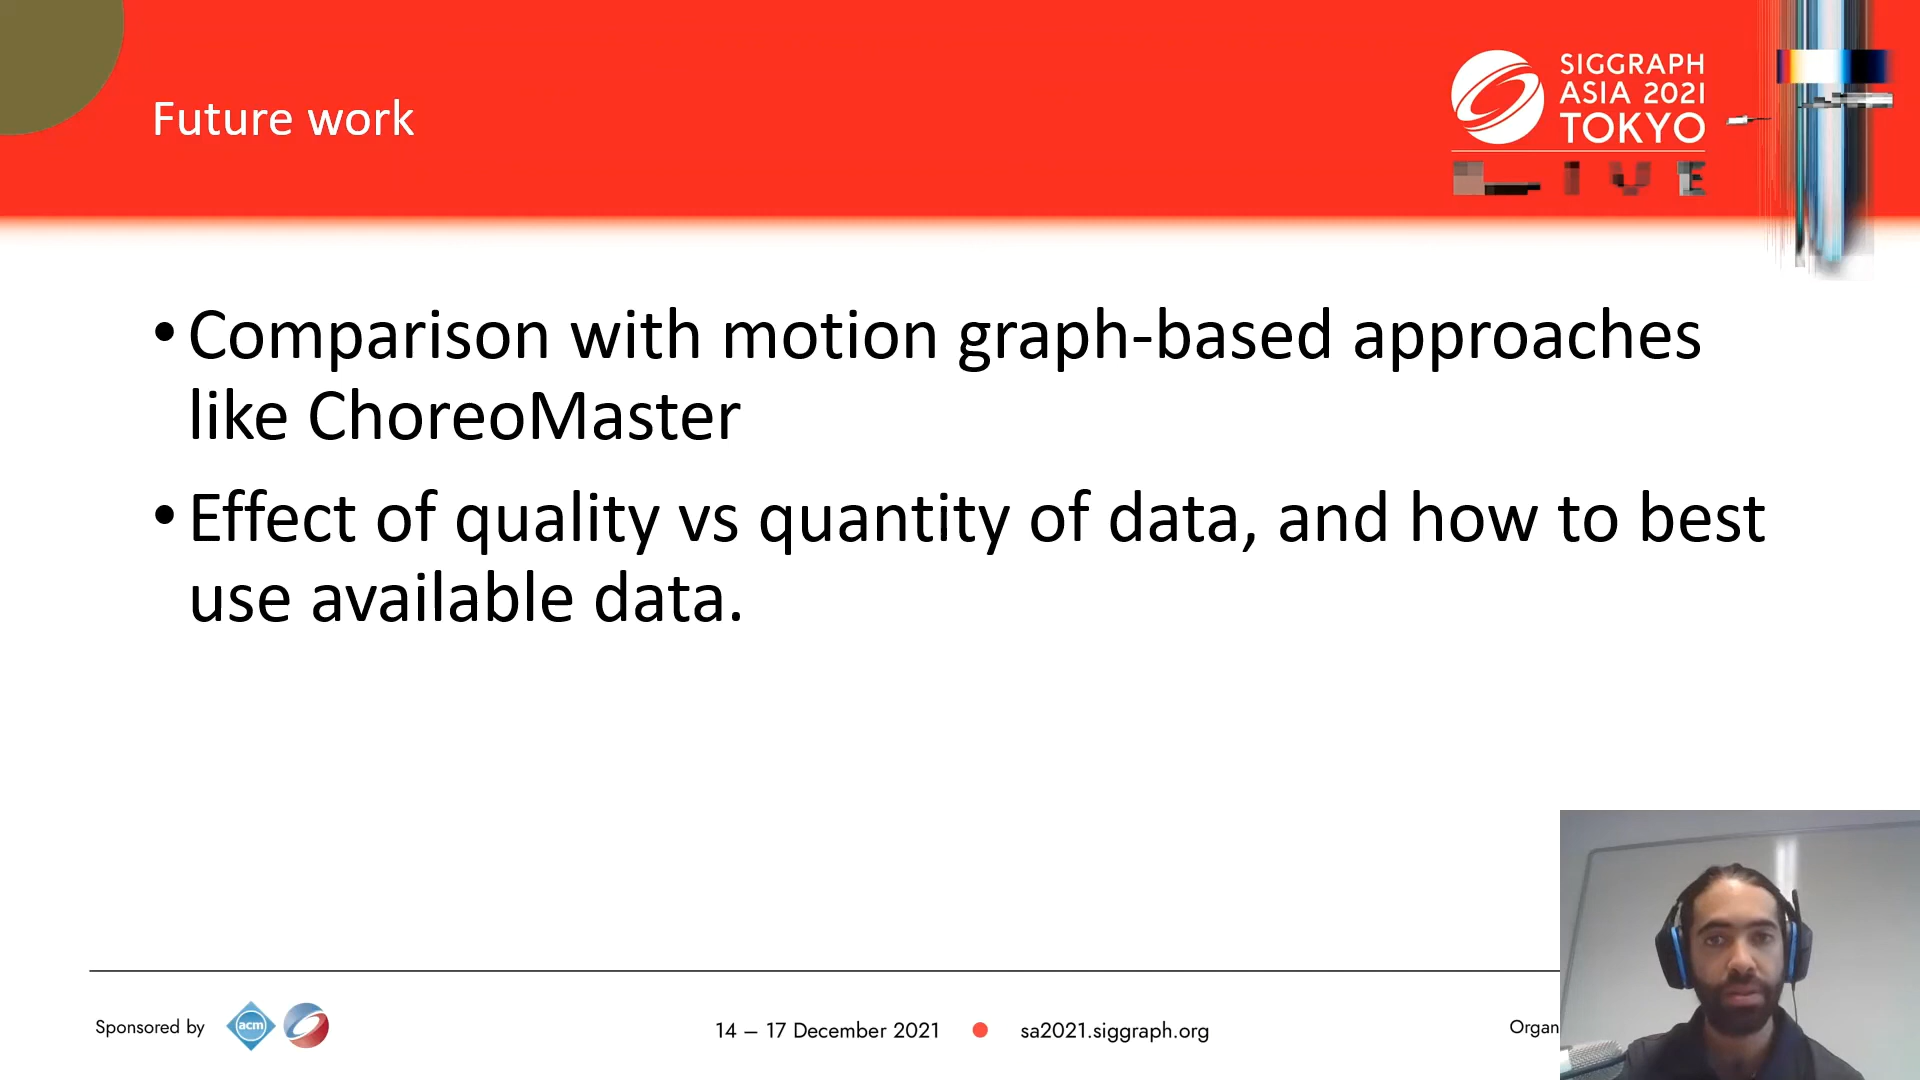 Future work
SIGGRAPH
ASIA 2021
TOKYO
LIVE
• Comparison with motion graph-based approaches
like ChoreoMaster
• Effect of quality vs quantity of data, and how to best
use available data.
Sponsored by
acm
14 – 17 December 2021 ● sa2021.siggraph.org
Organ